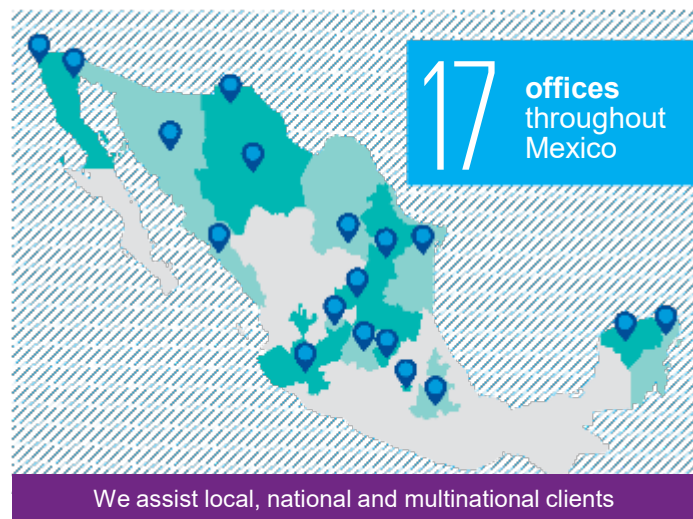 17
offices
throughout
Mexico
We assist local, national and multinational clients